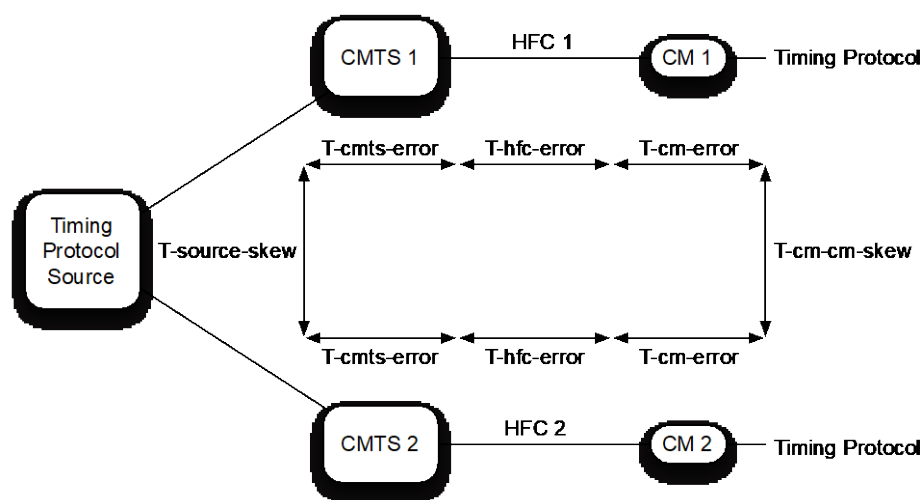 CMTS 1
HFC 1
CM 1
Timing Protocol
T-cmts-error
T-hfc-error
T-cm-error
Timing
Protocol
Source
T-source-skew
T-cm-cm-skew
T-cmts-error
T-hfc-error
T-cm-error
CMTS 2
HFC 2
CM 2
Timing Protocol